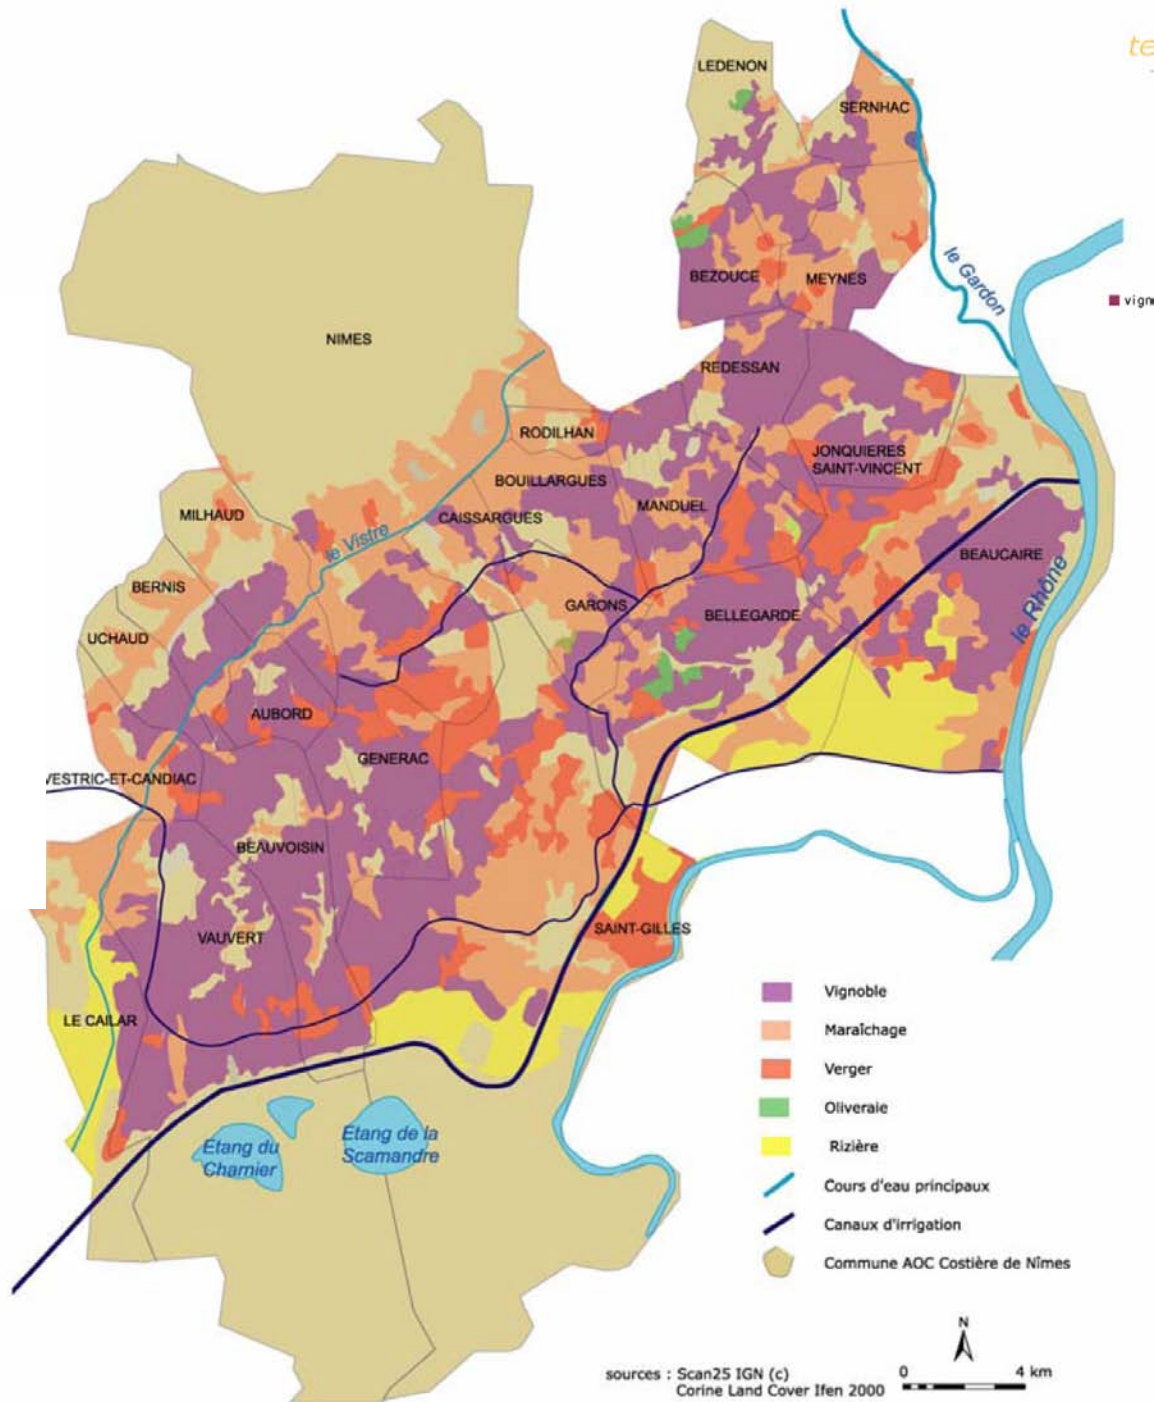 te
LEDENON
SERNHAC
le Gardon
BEZOUCE
MEYNES
vign
NIMES
REDESSAN
RODILHAN
JONQUIERES
SAINT-VINCENT
BOUILLARGUES
MANDUEL
MILHAUD
CAISSARGUES
le Vistre
BEAUCAIRE
BERNIS
GARONS
BELLEGARDE
le Rhône
UCHAUD
AUBORD
GENERAC
VESTRIC-ET-CANDIAC
BEAUVOISIN
SAINT-GILLES
VAUVERT
LE CAILAR
Etang du
Charnier
Etang de la
Scamandre
Vignoble
Maraîchage
Verger
Oliveraie
Rizière
Cours d'eau principaux
Canaux d'irrigation
Commune AOC Costière de Nîmes
N
0 4 km
sources : Scan25 IGN (c)
Corine Land Cover Ifen 2000